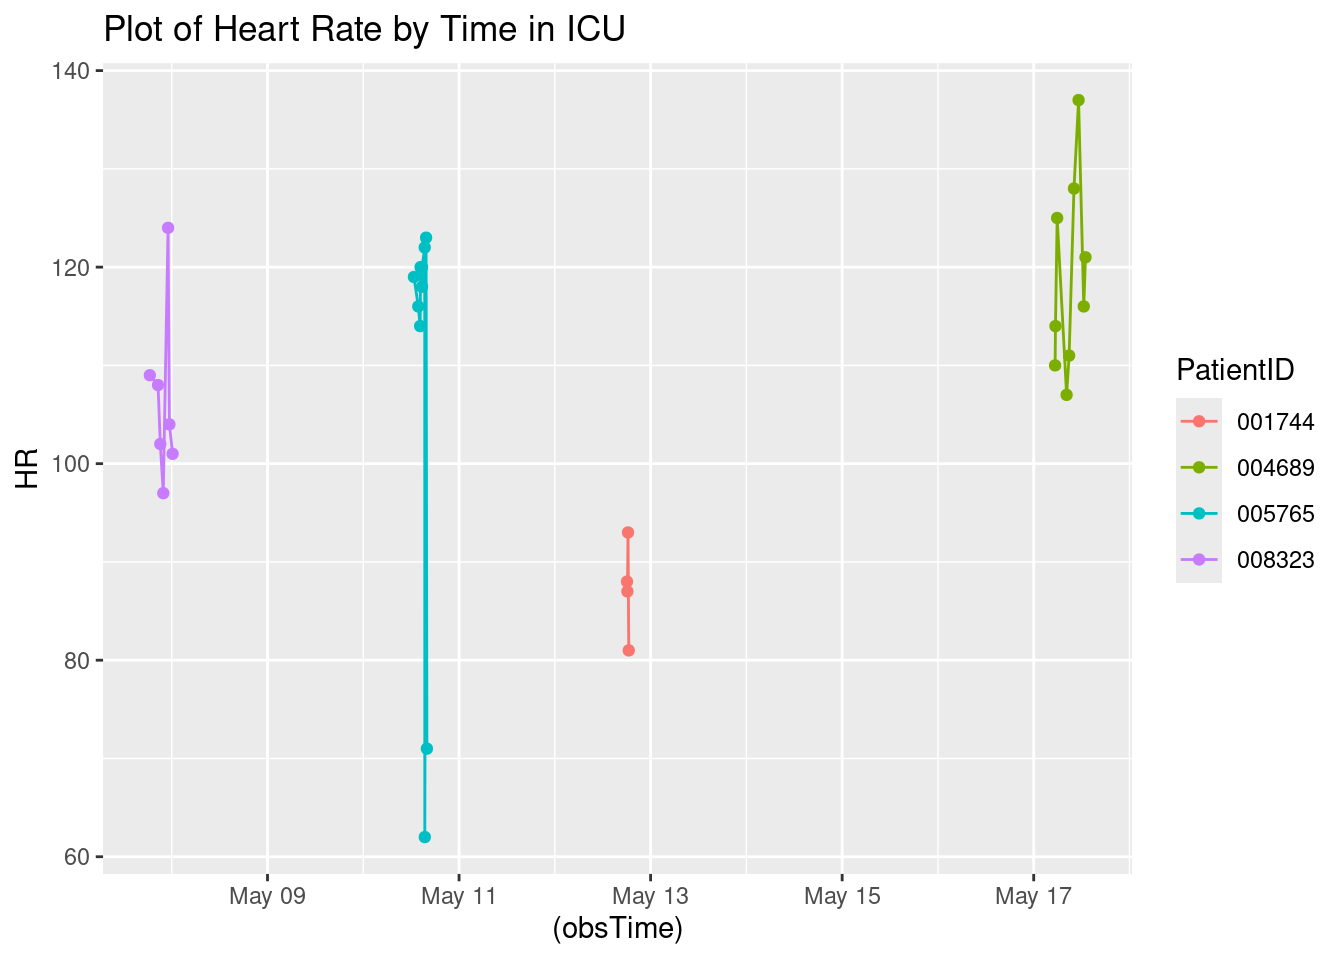 Plot of Heart Rate by Time in ICU
140
120
100
80
60
HR
May 09
May 11
May 13
May 15
May 17
(obsTime)
PatientID
001744
004689
005765
008323